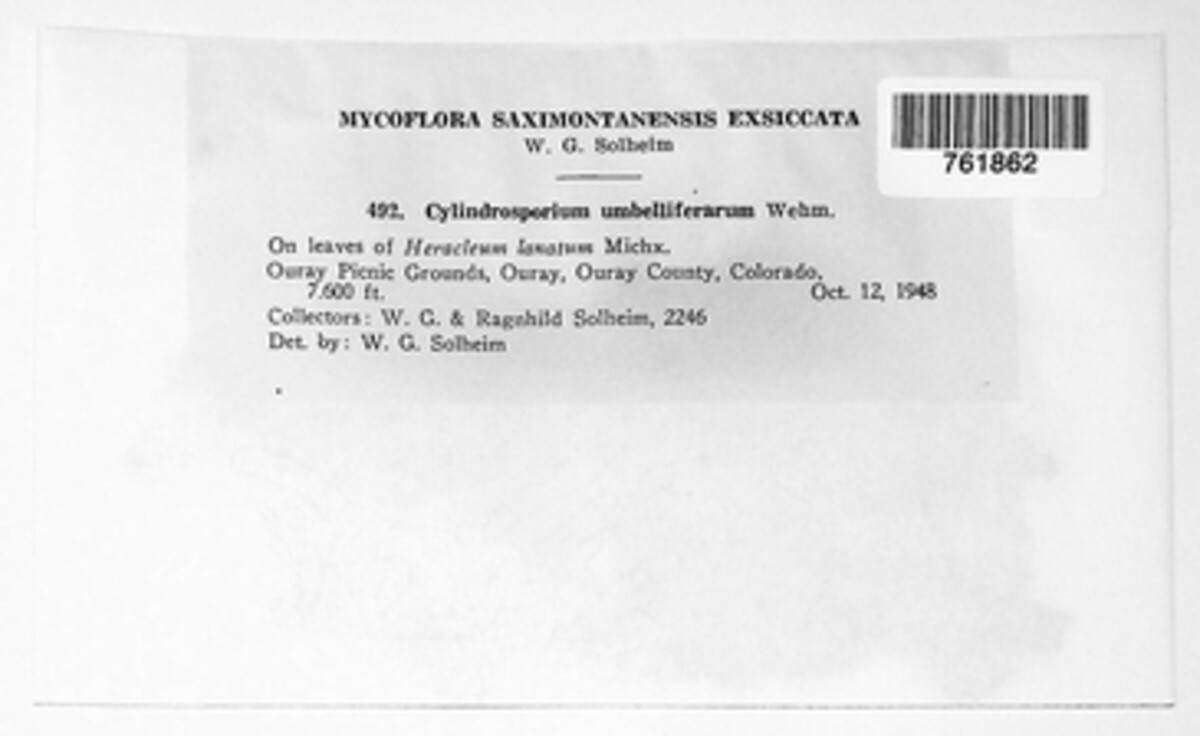 MYCOFLORA SAXIMONTANENSIS EXSICCATA
W. G. Solheim
761862
492. Cylindrosporium umbelliferarum Wehm.
On leaves of Heracleum lanatum Michx.
Ouray Picnic Grounds, Ouray, Ouray County, Colorado,
7.600 ft. Oct. 12, 1948
Collectors: W. G. & Ragnhild Solheim, 2246
Det. by: W. G. Solheim